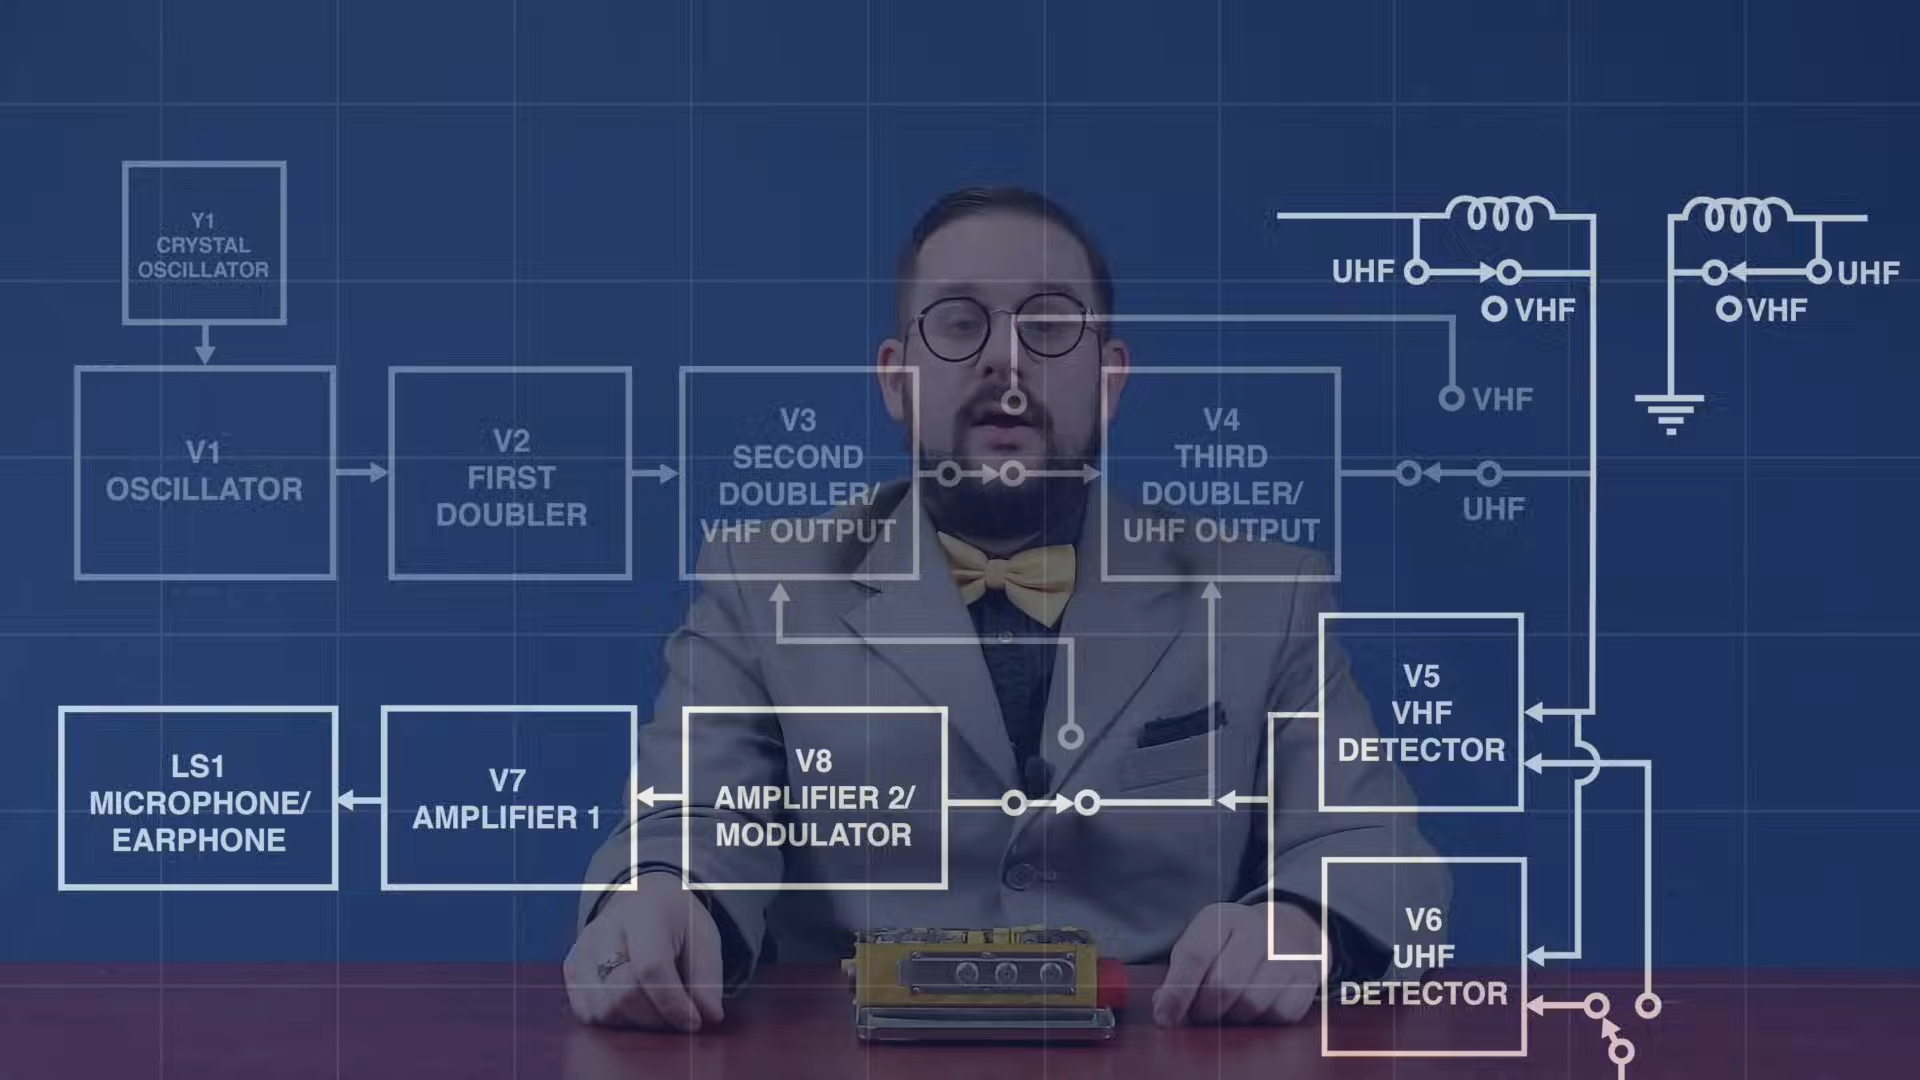 Y1
CRYSTAL
OSCILLATOR
UHF
VHF
UHF
VHF
V1
OSCILLATOR
V2
FIRST
DOUBLER
V3
SECOND
DOUBLER/
VHF OUTPUT
V4
THIRD
DOUBLER/
UHF OUTPUT
VHF
UHF
LS1
MICROPHONE/
EARPHONE
V7
AMPLIFIER 1
V8
AMPLIFIER 2/
MODULATOR
V5
VHF
DETECTOR
V6
UHF
DETECTOR